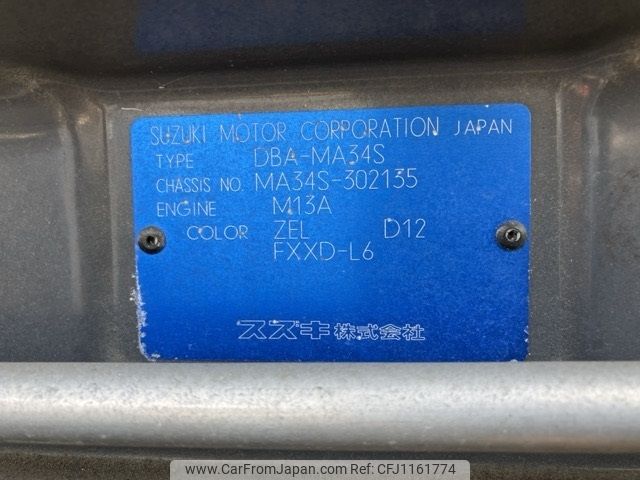 SUZUKI MOTOR CORPORATION JAPAN
TYPE DBA-MA34S
CHASSIS NO. MA34S-302135
ENGINE M13A
COLOR ZEL D12
FXXD-L6
スズキ株式会社
www.CarFromJapan.com - CFJ1161774